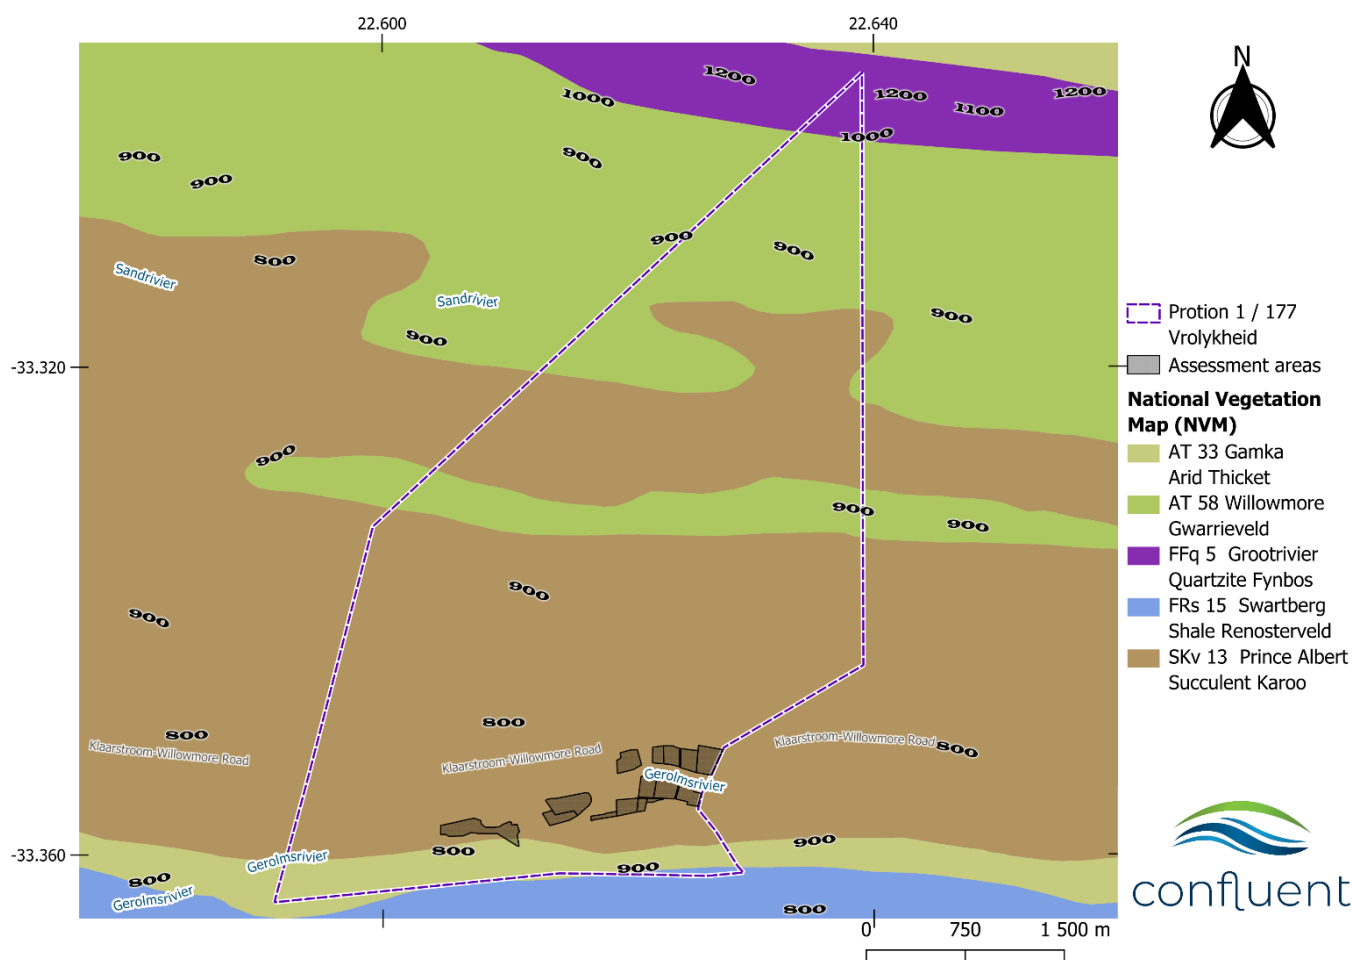 22.600
22.640
N
1200
1000
1200
1100
1200
1000
900
900
900
900
900
800
Sandrivier
Sandrivier
900
900
-33.320
Protion 1 / 177
Vrolykheid
Assessment areas
National Vegetation
Map (NVM)
AT 33 Gamka
Arid Thicket
AT 58 Willowmore
Gwarrieveld
FFq 5 Grootrivier
Quartzite Fynbos
FRs 15 Swartberg
Shale Renosterveld
SKv 13 Prince Albert
Succulent Karoo
900
900
900
900
900
800
800
800
Klaarstroom-Willowmore Road
Klaarstroom-Willowmore Road
Klaarstroom-Willowmore Road
Gerolmsrivier
900
800
-33.360
Gerolmsrivier
900
800
Gerolmsrivier
800
confluent
0 750 1 500 m